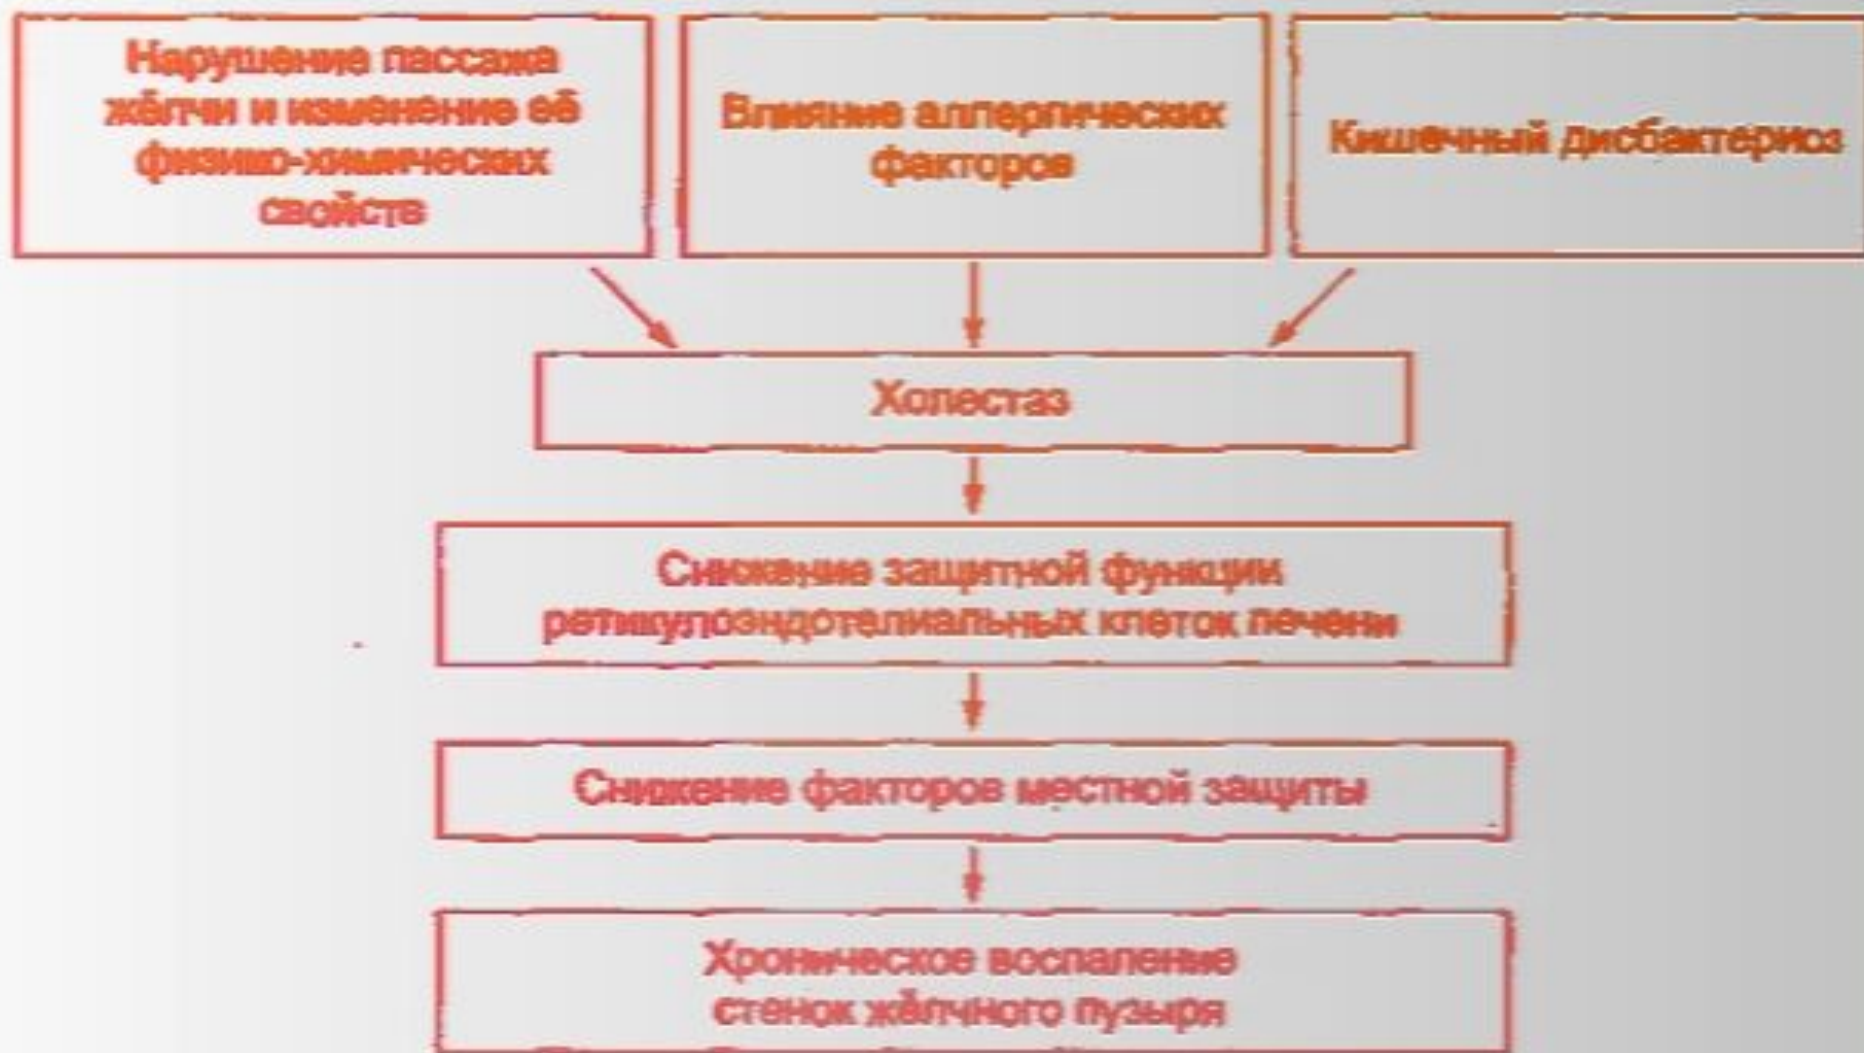 Нарушение пассажа
жёлчи и изменение её
физико-химических
свойств
Влияние аллергических
факторов
Кишечный дисбактериоз
Холестаз
Снижение защитной функции
ретикулоэндотелиальных клеток печени
Снижение факторов местной защиты
Хроническое воспаление
стенок жёлчного пузыря